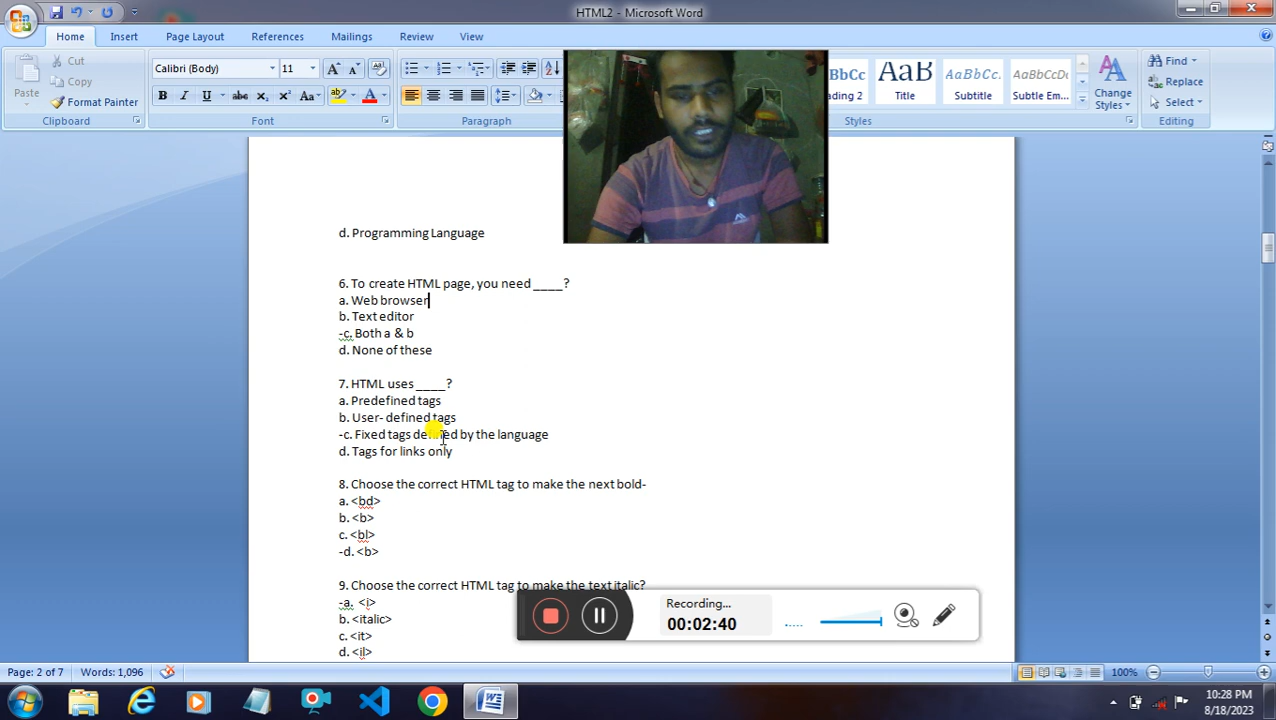 HTML2 - Microsoft Word
Home Insert Page Layout References Mailings Review View
Cut
Copy
Paste
Format Painter
Clipboard
Calibri (Body) 11
Font
Paragraph
AaB
AaBbCc.
Title
Subtitle
Subtle Em...
Styles
Change
Styles
Find
Replace
Select
Editing
d. Programming Language
6. To create HTML page, you need ____?
a. Web browser
b. Text editor
-c. Both a & b
d. None of these
7. HTML uses ____?
a. Predefined tags
b. User- defined tags
-c. Fixed tags defined by the language
d. Tags for links only
8. Choose the correct HTML tag to make the next bold-
a. <bd>
b. <b>
c. <bl>
-d. <b>
9. Choose the correct HTML tag to make the text italic?
-a. <i>
b. <italic>
c. <it>
d. <il>
Recording...
00:02:40
Page: 2 of 7 Words: 1,096 100%
10:28 PM
8/18/2023